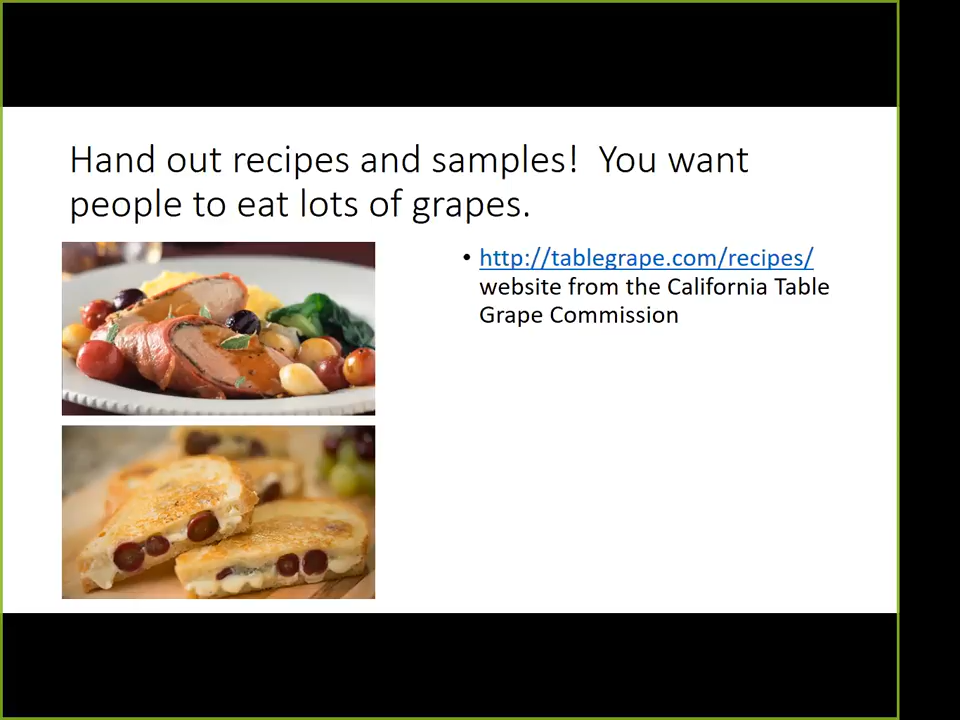 Hand out recipes and samples!  You want
people to eat lots of grapes.
• http://tablegrape.com/recipes/
website from the California Table
Grape Commission